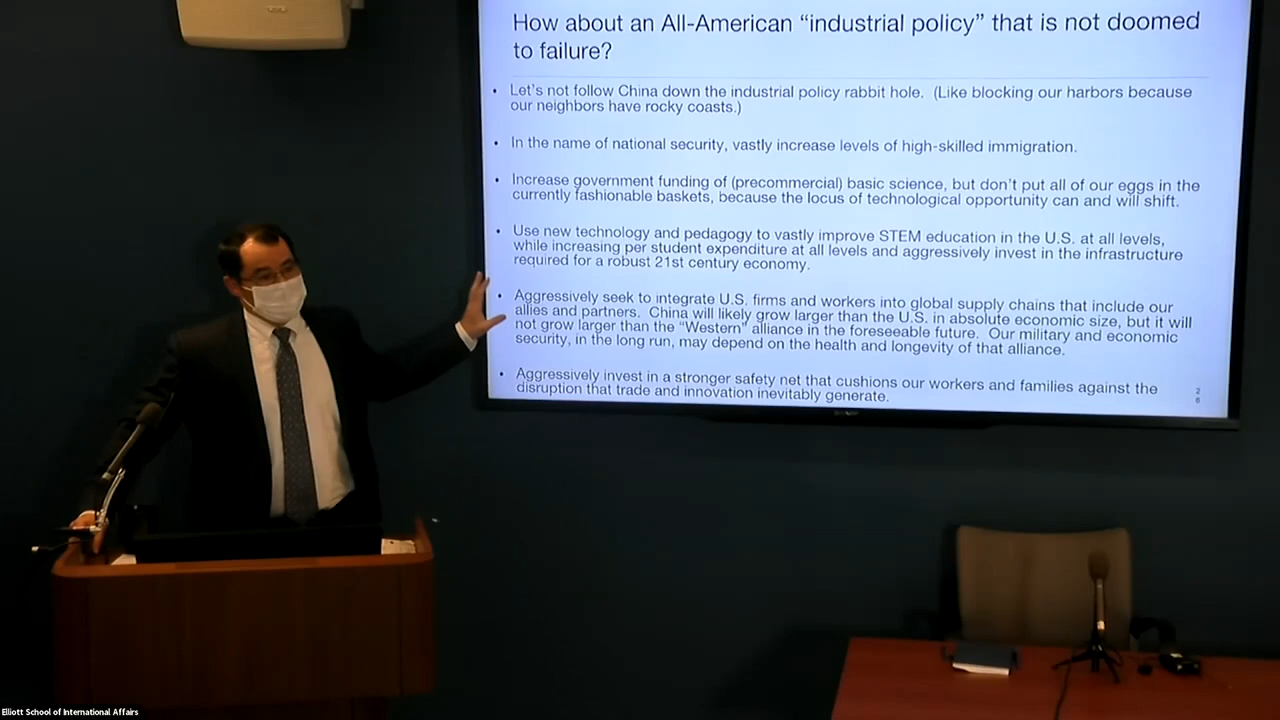 How about an All-American “industrial policy” that is not doomed
to failure?
• Let's not follow China down the industrial policy rabbit hole. (Like blocking our harbors because
our neighbors have rocky coasts.)
• In the name of national security, vastly increase levels of high-skilled immigration.
• Increase government funding of (precommercial) basic science, but don't put all of our eggs in the
currently fashionable baskets, because the locus of technological opportunity can and will shift.
• Use new technology and pedagogy to vastly improve STEM education in the U.S. at all levels,
while increasing per student expenditure at all levels and aggressively invest in the infrastructure
required for a robust 21st century economy.
• Aggressively seek to integrate U.S. firms and workers into global supply chains that include our
allies and partners. China will likely grow larger than the U.S. in absolute economic size, but it will
not grow larger than the “Western” alliance in the foreseeable future. Our military and economic
security, in the long run, may depend on the health and longevity of that alliance.
• Aggressively invest in a stronger safety net that cushions our workers and families against the
disruption that trade and innovation inevitably generate.
2
6
Elliott School of International Affairs